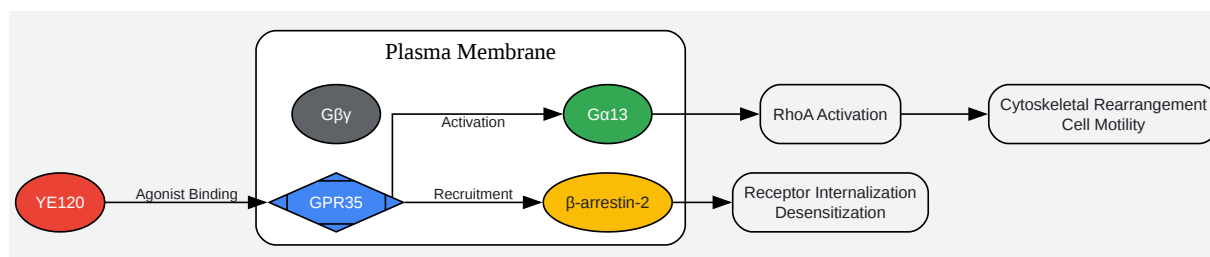 Plasma Membrane
Gβγ
Activation
Gα13
RhoA Activation
Cytoskeletal Rearrangement
Cell Motility
YE120
Agonist Binding
GPR35
Recruitment
β-arrestin-2
Receptor Internalization
Desensitization